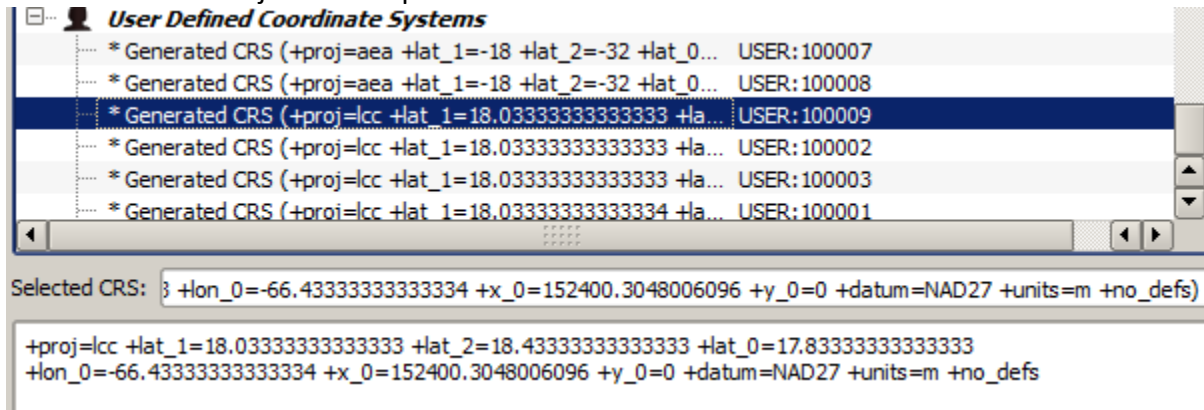 User Defined Coordinate Systems
* Generated CRS (+proj=aea +lat_1=-18 +lat_2=-32 +lat_0... USER:100007
* Generated CRS (+proj=aea +lat_1=-18 +lat_2=-32 +lat_0... USER:100008
* Generated CRS (+proj=lcc +lat_1=18.03333333333333 +la... USER:100009
* Generated CRS (+proj=lcc +lat_1=18.03333333333333 +la... USER:100002
* Generated CRS (+proj=lcc +lat_1=18.03333333333333 +la... USER:100003
* Generated CRS (+proj=lcc +lat_1=18.03333333333334 +la... USER:100001
Selected CRS: 3 +lon_0=-66.43333333333334 +x_0=152400.3048006096 +y_0=0 +datum=NAD27 +units=m +no_defs)
+proj=lcc +lat_1=18.03333333333333 +lat_2=18.43333333333333 +lat_0=17.83333333333333
+lon_0=-66.43333333333334 +x_0=152400.3048006096 +y_0=0 +datum=NAD27 +units=m +no_defs